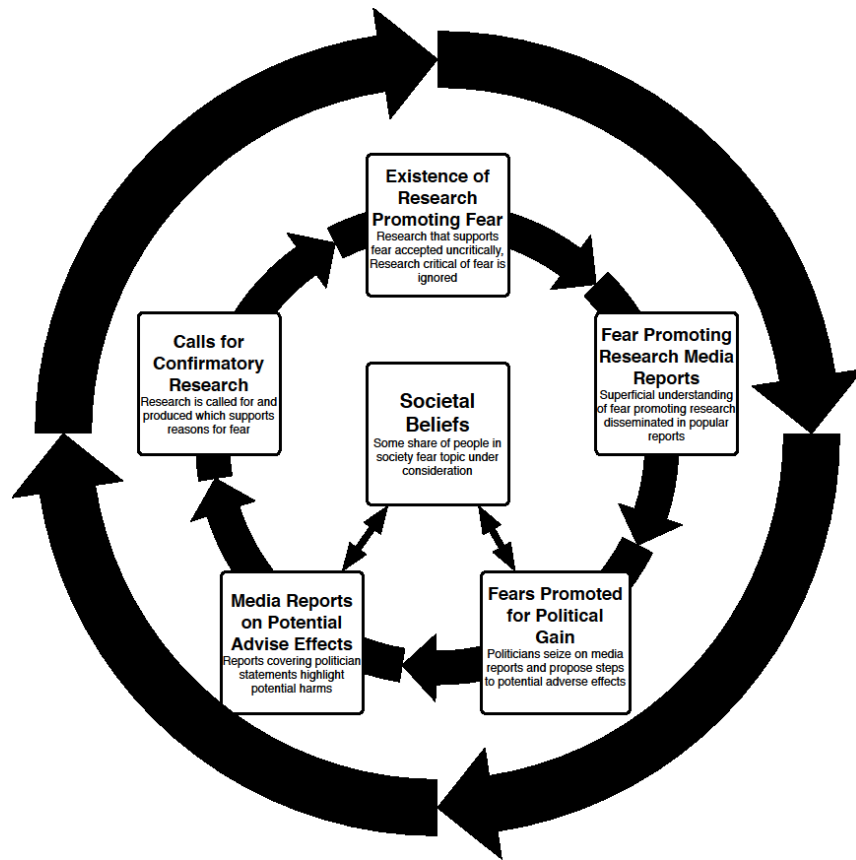 Existence of
Research
Promoting Fear
Research that supports
fear accepted uncritically,
Research critical of fear is
ignored
Calls for
Confirmatory
Research
Research is called for and
produced which supports
reasons for fear
Fear Promoting
Research Media
Reports
Superficial understanding
of fear promoting research
disseminated in popular
reports
Societal
Beliefs
Some share of people in
society fear topic under
consideration
Media Reports
on Potential
Advise Effects
Reports covering politician
statements highlight
potential harms
Fears Promoted
for Political
Gain
Politicians seize on media
reports and propose steps
to potential adverse effects